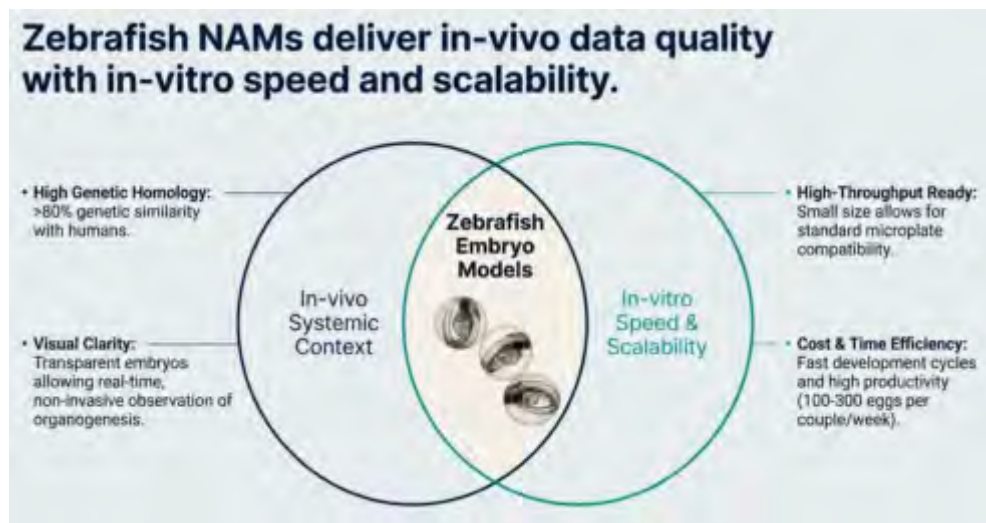 Zebrafish NAMs deliver in-vivo data quality
with in-vitro speed and scalability.
• High Genetic Homology:
>80% genetic similarity
with humans.
• Visual Clarity:
Transparent embryos
allowing real-time,
non-invasive observation of
organogenesis.
In-vivo
Systemic
Context
Zebrafish
Embryo
Models
In-vitro
Speed &
Scalability
• High-Throughput Ready:
Small size allows for
standard microplate
compatibility.
• Cost & Time Efficiency:
Fast development cycles
and high productivity
(100-300 eggs per
couple/week).